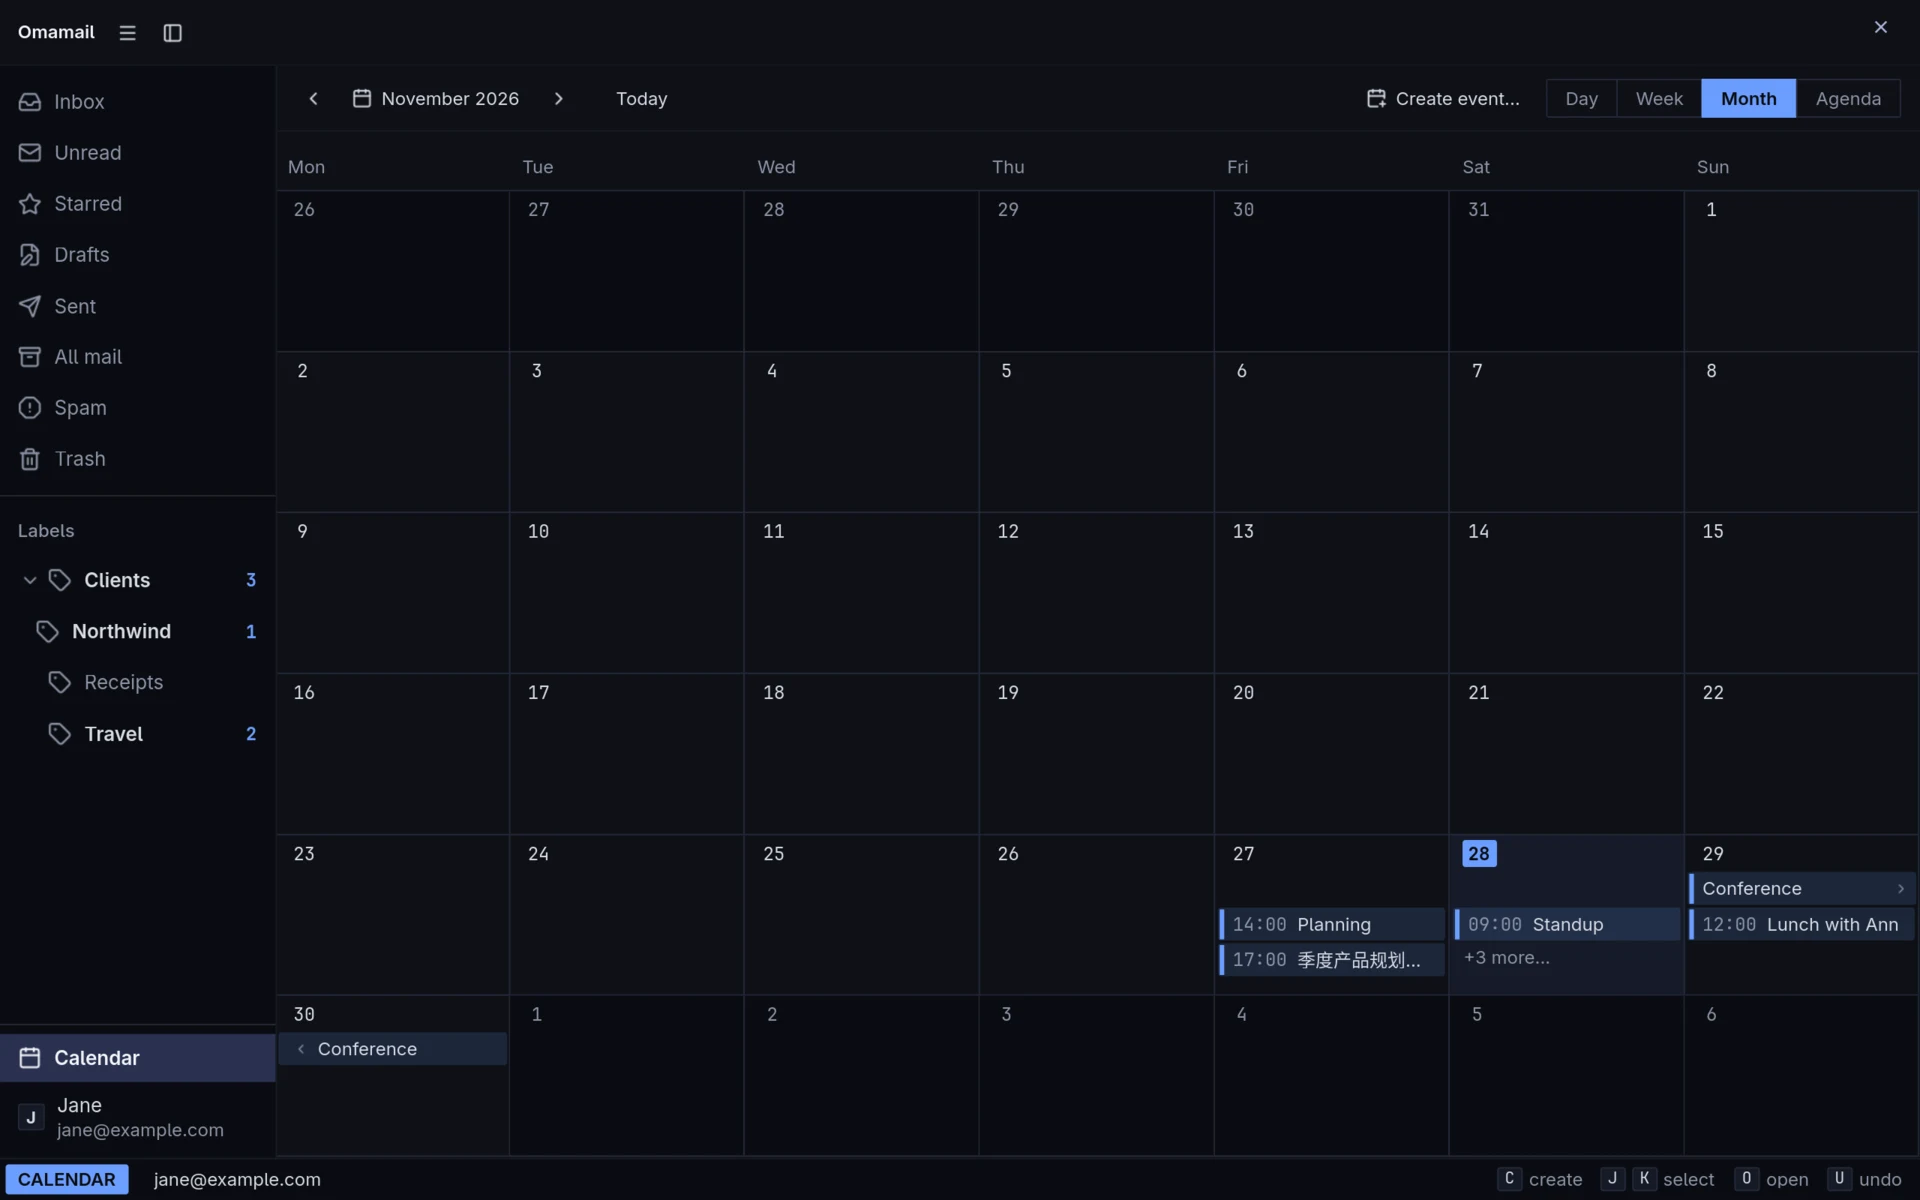 Omamail
Inbox
Unread
Starred
Drafts
Sent
All mail
Spam
Trash
Labels
Clients 3
Northwind 1
Receipts
Travel 2
Calendar
J
Jane
jane@example.com
November 2026 Today Create event... Day Week Month Agenda
Mon Tue Wed Thu Fri Sat Sun
26 27 28 29 30 31 1
2 3 4 5 6 7 8
9 10 11 12 13 14 15
16 17 18 19 20 21 22
23 24 25 26 27 28 29
Conference
14:00 Planning 09:00 Standup 12:00 Lunch with Ann
17:00 季度产品规划... +3 more...
30 1 2 3 4 5 6
Conference
CALENDAR jane@example.com C create J K select O open U undo